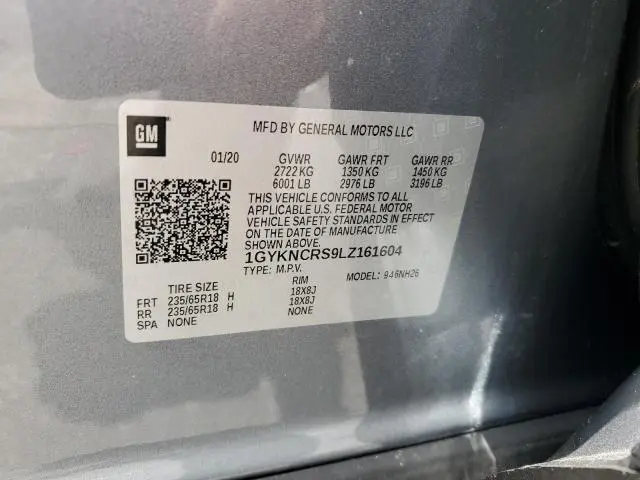 GM
MFD BY GENERAL MOTORS LLC
01/20 GVWR GAWR FRT GAWR RR
2722 KG 1350 KG 1450 KG
6001 LB 2976 LB 3196 LB
THIS VEHICLE CONFORMS TO ALL
APPLICABLE U.S. FEDERAL MOTOR
VEHICLE SAFETY STANDARDS IN EFFECT
ON THE DATE OF MANUFACTURE
SHOWN ABOVE.
1GYKNCRS9LZ161604
TYPE: M.P.V. MODEL: 946NH26
TIRE SIZE RIM
FRT 235/65R18 H 18X8J
RR 235/65R18 H 18X8J
SPA NONE NONE